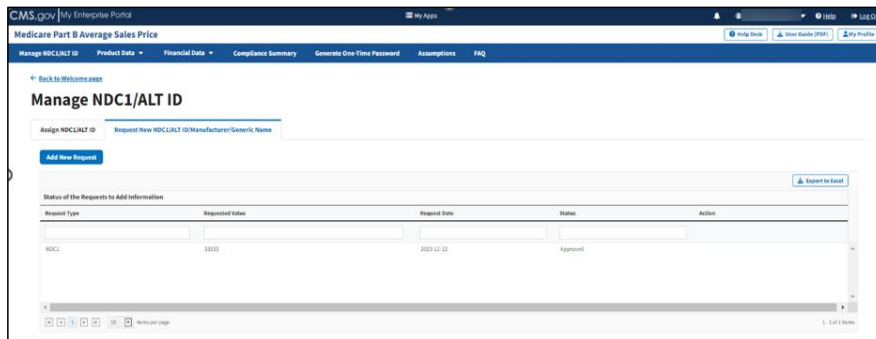 CMS.gov My Enterprise Portal My Apps Help Log O
Medicare Part B Average Sales Price Help Desk User Guide (PDF) My Profile
Manage NDC1/ALT ID Product Data Financial Data Compliance Summary Generate One-Time Password Assumptions FAQ
Back to Welcome page
Manage NDC1/ALT ID
Assign NDC1/ALT ID Request New NDC1/ALT ID/Manufacturer/Generic Name
Add New Request
Export to Excel
Status of the Requests to Add Information
Request Type Requested Value Request Date Status Action
NDC1 33333 2023-11-13 Approved
1 10 items per page 1 - 1 of 1 items